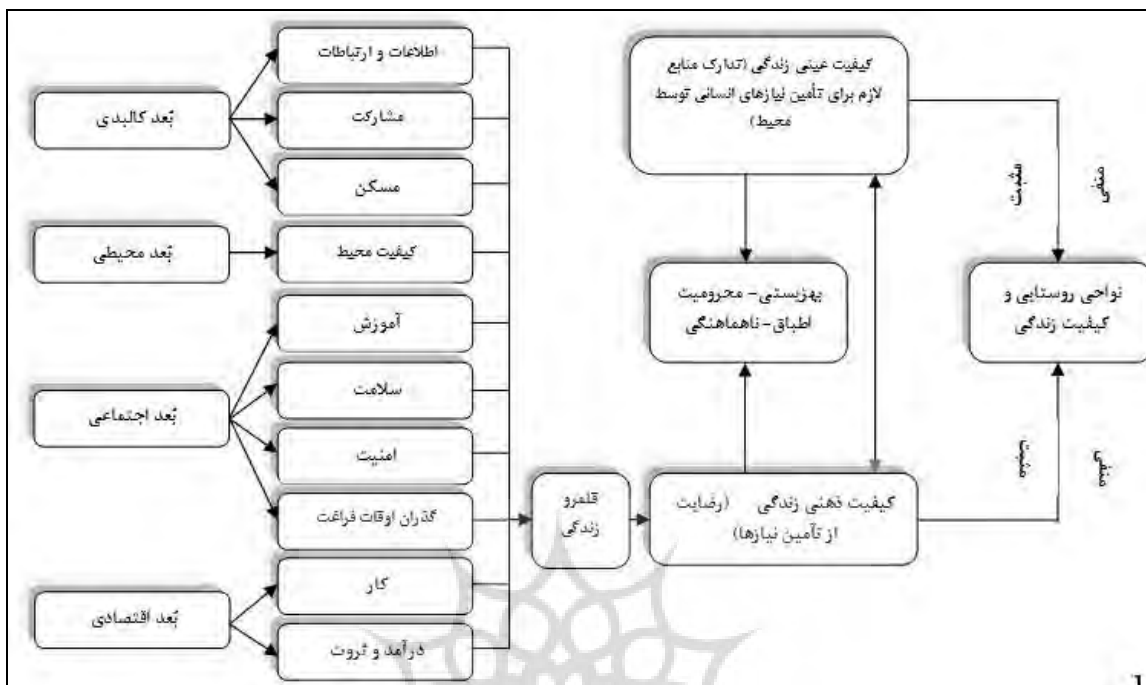 بُعد کالبدی
اطلاعات و ارتباطات
مشارکت
مسکن
بُعد محیطی
کیفیت محیط
بُعد اجتماعی
آموزش
سلامت
امنیت
گذران اوقات فراغت
بُعد اقتصادی
کار
درآمد و ثروت
قلمرو
زندگی
کیفیت عینی زندگی (تدارک منابع
لازم برای تأمین نیازهای انسانی توسط
محیط)
بهزیستی- محرومیت
اطباق-ناهماهنگی
کیفیت ذهنی زندگی (رضایت
از تأمین نیازها)
مثبت
منفی
نواحی روستایی و
کیفیت زندگی
مثبت
منفی